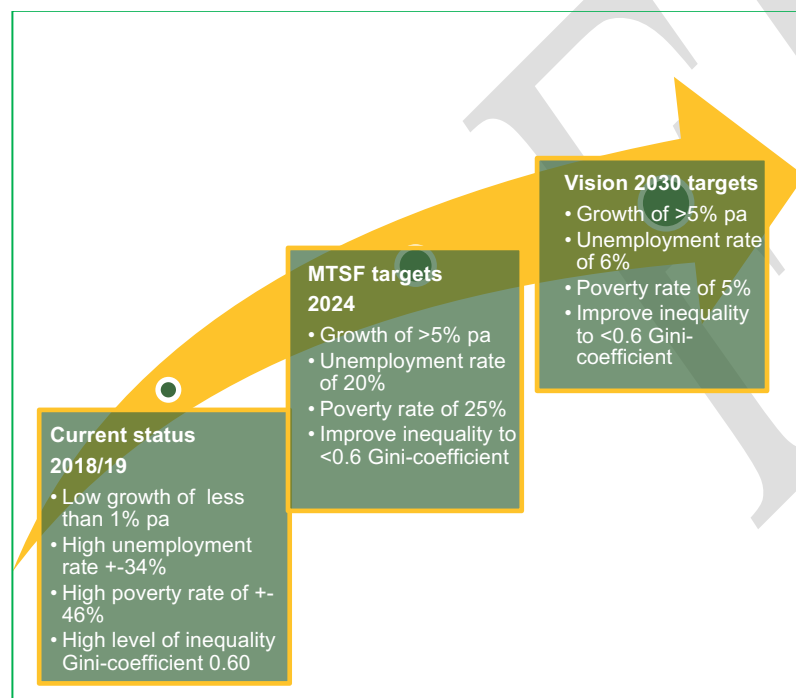 Current status
2018/19
• Low growth of  less
than 1% pa
• High unemployment
rate +-34%
• High poverty rate of +-
46%
• High level of inequality
Gini-coefficient 0.60
MTSF targets
2024
• Growth of >5% pa
• Unemployment rate
of 20%
• Poverty rate of 25%
• Improve inequality to
<0.6 Gini-coefficient
Vision 2030 targets
• Growth of >5% pa
• Unemployment rate
of 6%
• Poverty rate of 5%
• Improve inequality
to <0.6 Gini-
coefficient